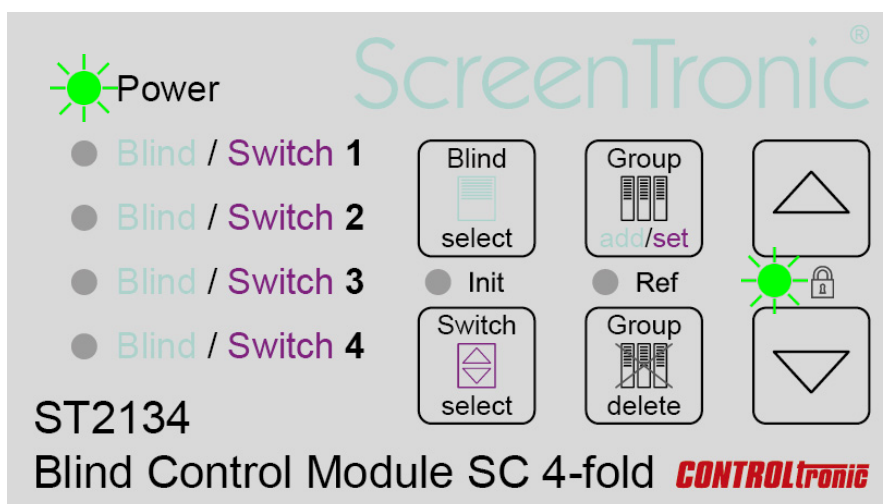 ScreenTronic®
Power
Blind / Switch 1
Blind / Switch 2
Blind / Switch 3
Blind / Switch 4
Blind
select
Group
add/set
Init
Ref
Switch
select
Group
delete
ST2134
Blind Control Module SC 4-fold CONTROLtronic